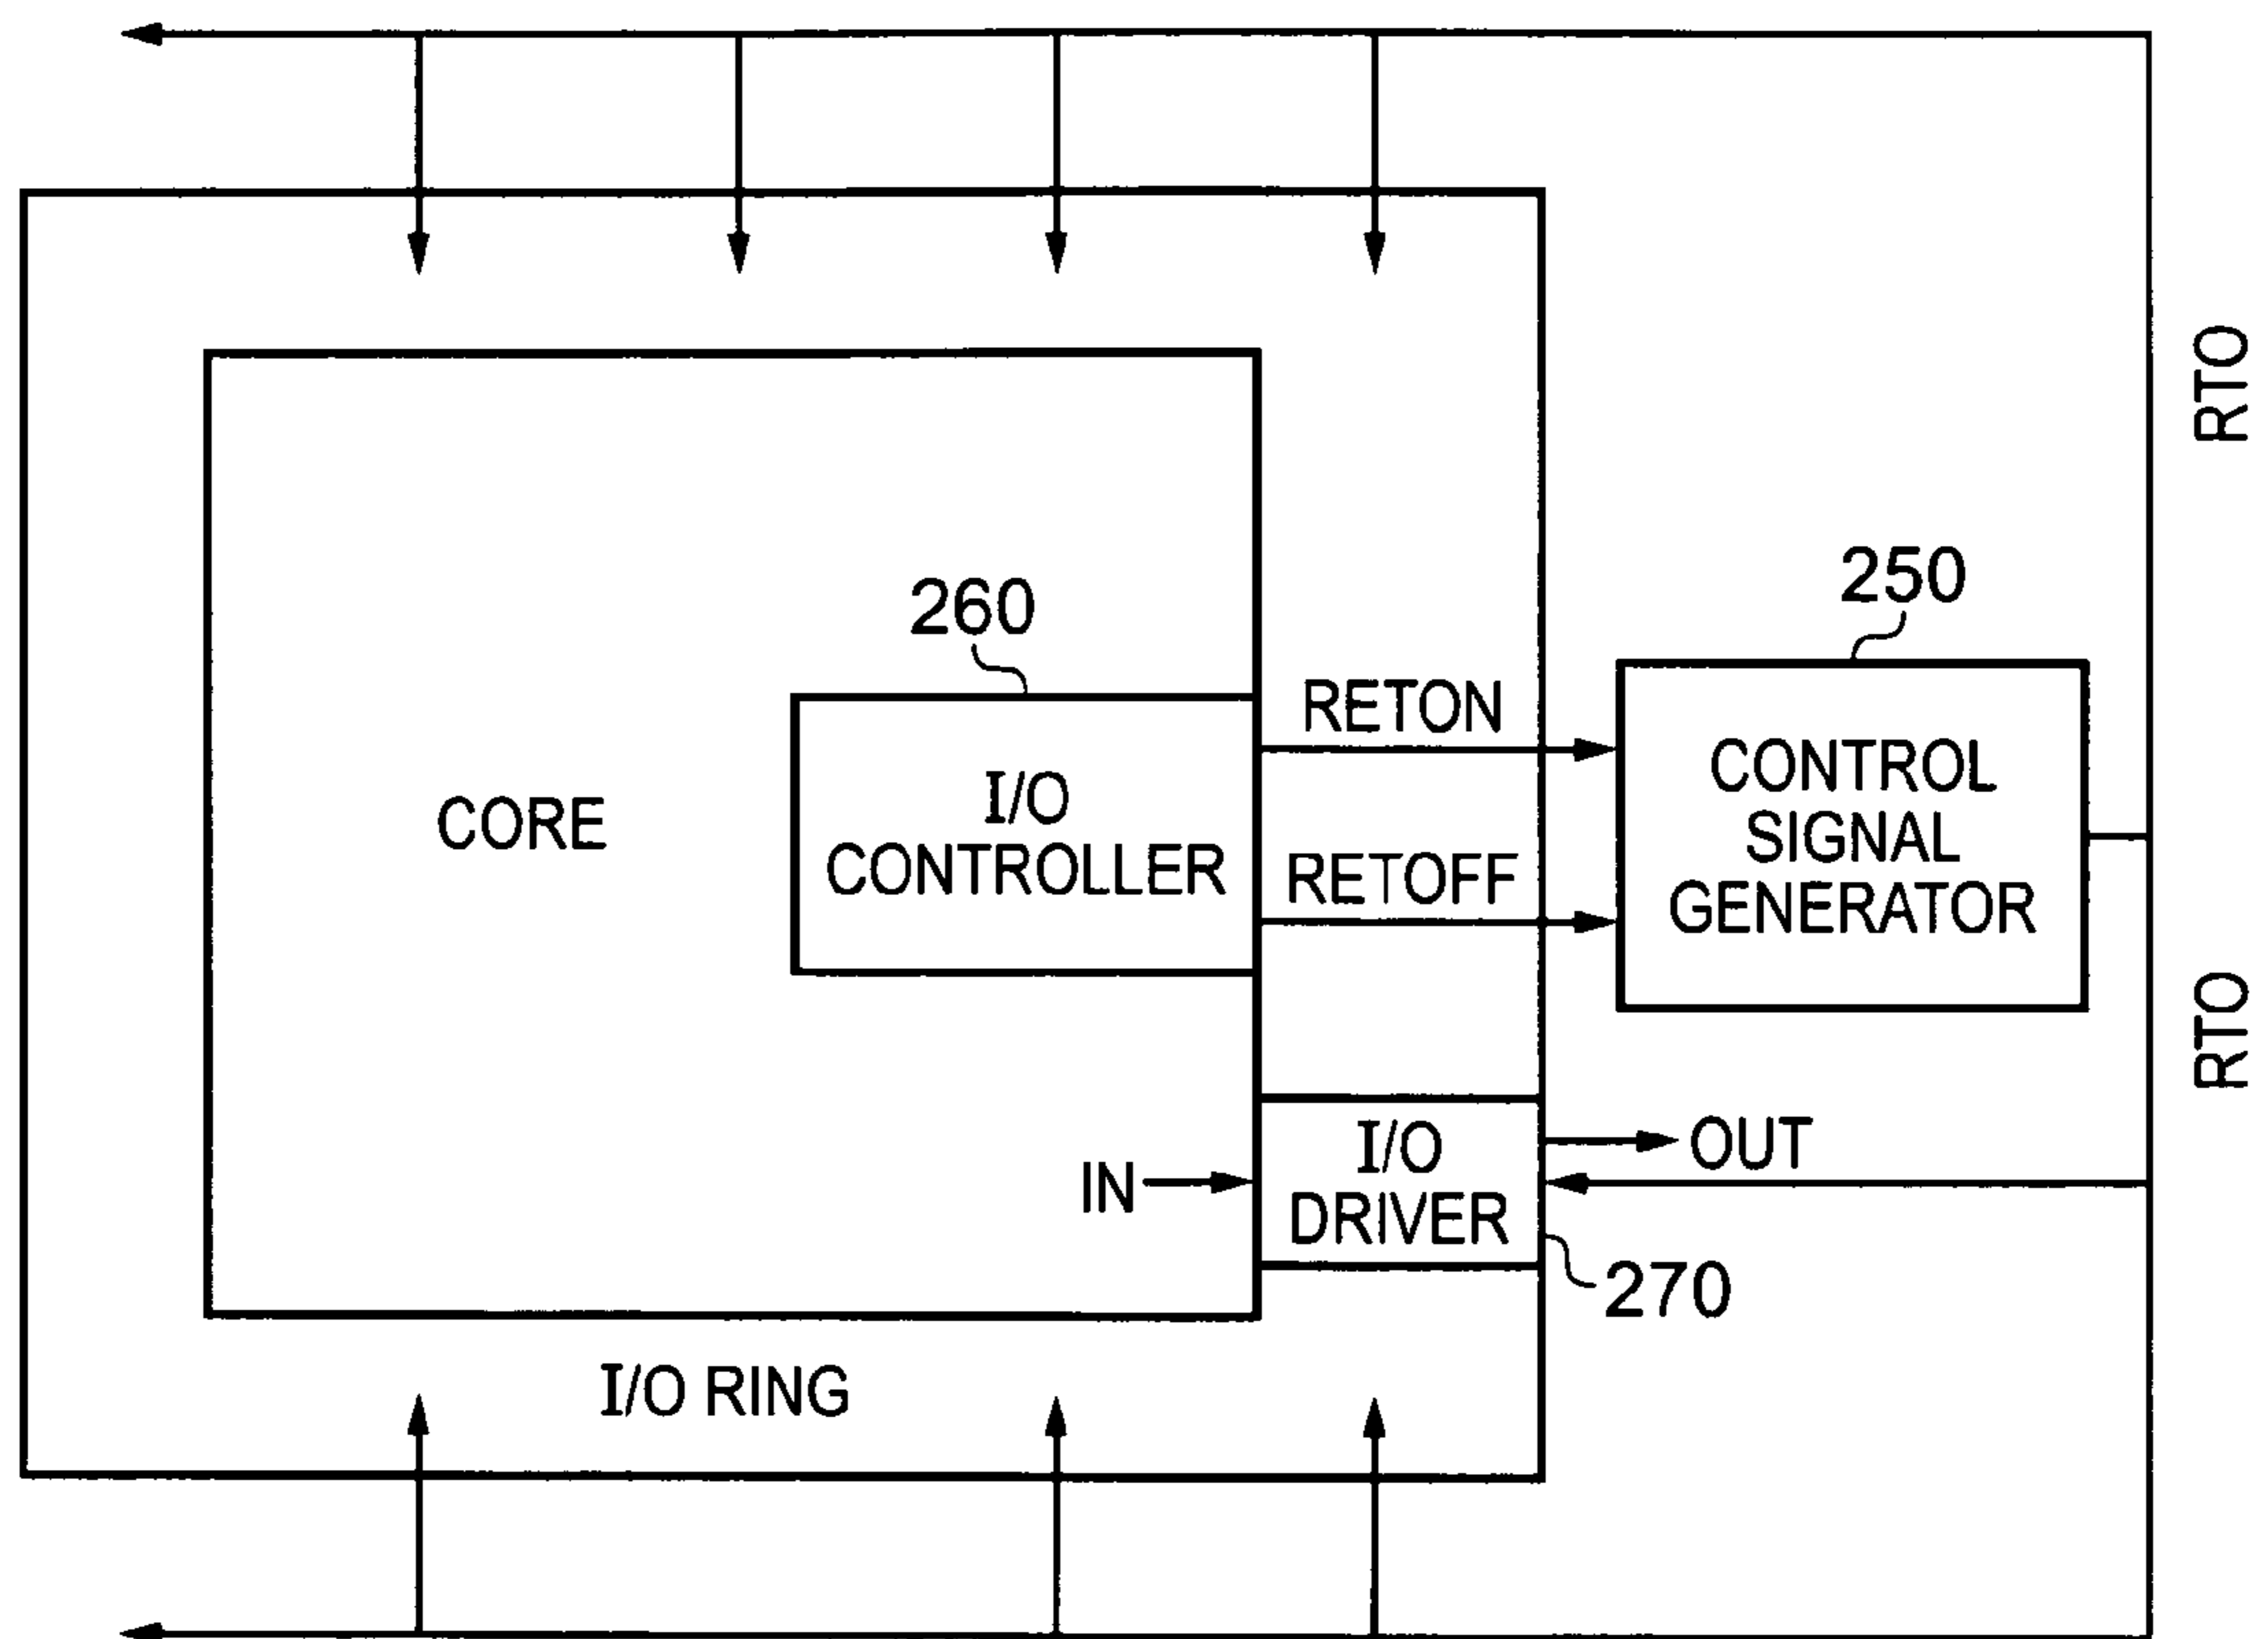 RTO
260
250
RETON
CORE
I/O
CONTROLLER
RETOFF
CONTROL
SIGNAL
GENERATOR
RTO
IN
I/O
DRIVER
OUT
270
I/O RING